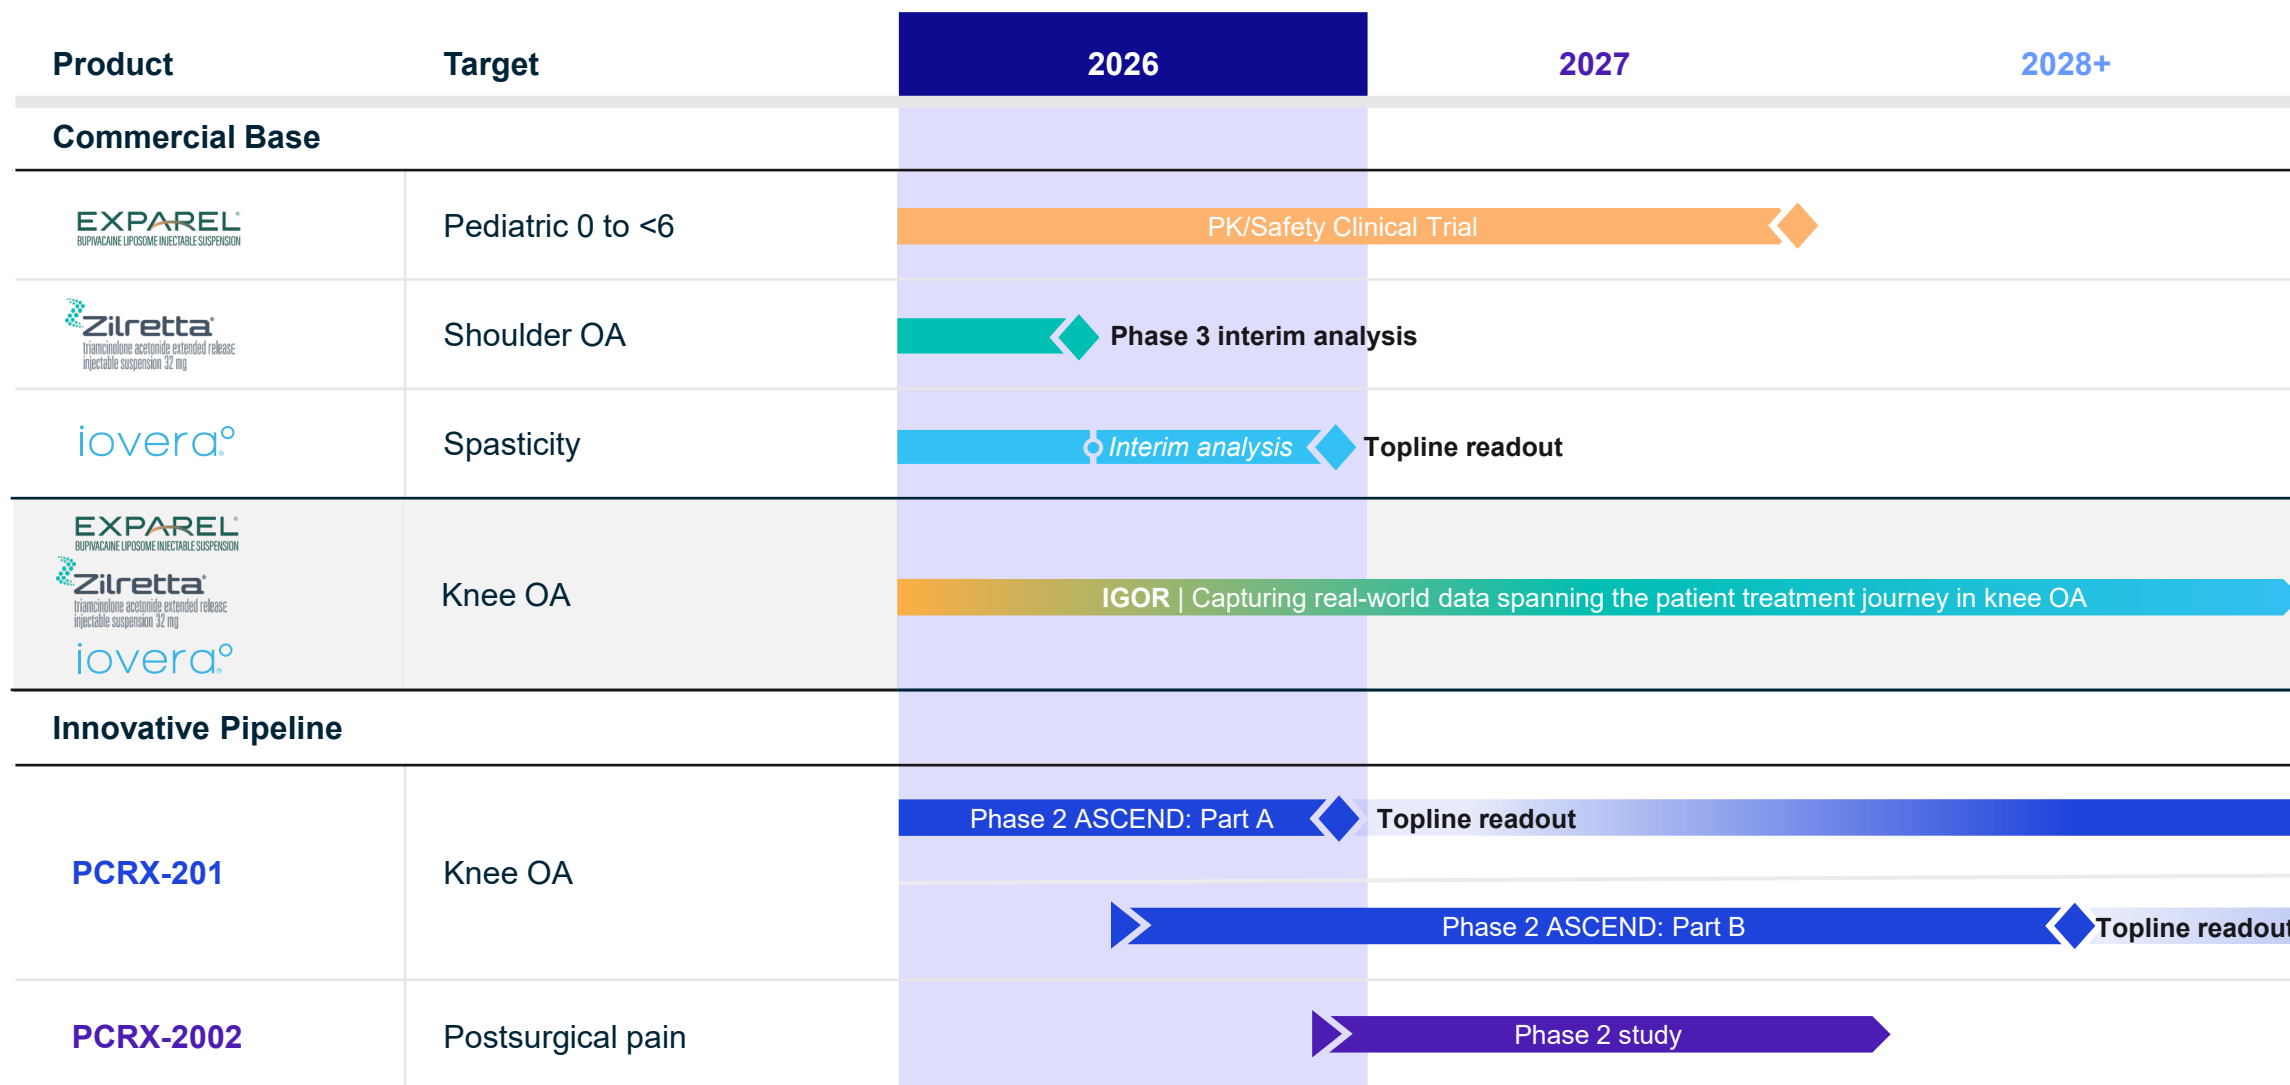 Product Target 2026 2027 2028+
Commercial Base
EXPAREL®
BUPIVACAINE LIPOSOME INJECTABLE SUSPENSION
Pediatric 0 to <6
PK/Safety Clinical Trial
Zilretta®
triamcinolone acetonide extended release
injectable suspension 32 mg
Shoulder OA
Phase 3 interim analysis
iovera°®
Spasticity
Interim analysis
Topline readout
EXPAREL®
BUPIVACAINE LIPOSOME INJECTABLE SUSPENSION
Zilretta®
triamcinolone acetonide extended release
injectable suspension 32 mg
iovera°®
Knee OA
IGOR | Capturing real-world data spanning the patient treatment journey in knee OA
Innovative Pipeline
PCRX-201
Knee OA
Phase 2 ASCEND: Part A
Topline readout
Phase 2 ASCEND: Part B
Topline readout
PCRX-2002
Postsurgical pain
Phase 2 study